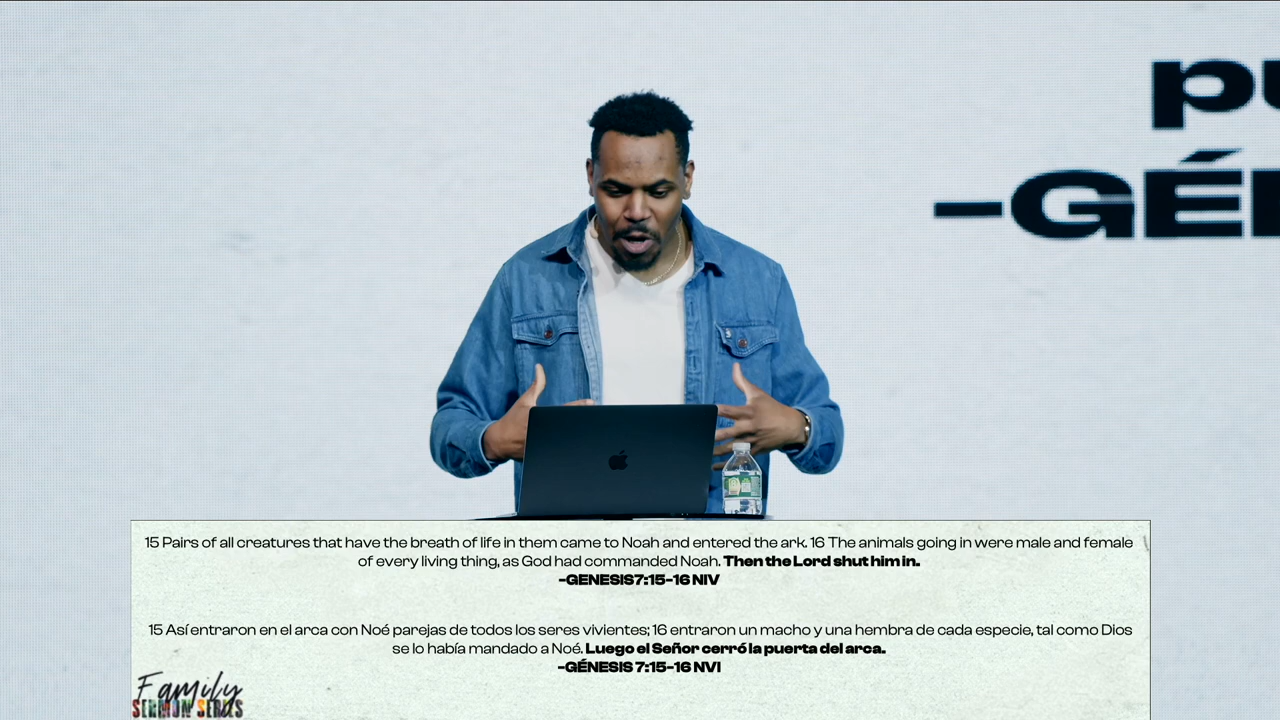 pu
-GÉ
15 Pairs of all creatures that have the breath of life in them came to Noah and entered the ark. 16 The animals going in were male and female
of every living thing, as God had commanded Noah. Then the Lord shut him in.
-GENESIS7:15-16 NIV
15 Así entraron en el arca con Noé parejas de todos los seres vivientes; 16 entraron un macho y una hembra de cada especie, tal como Dios
se lo había mandado a Noé. Luego el Señor cerró la puerta del arca.
-GÉNESIS 7:15-16 NVI
Family
SERMON SERIES